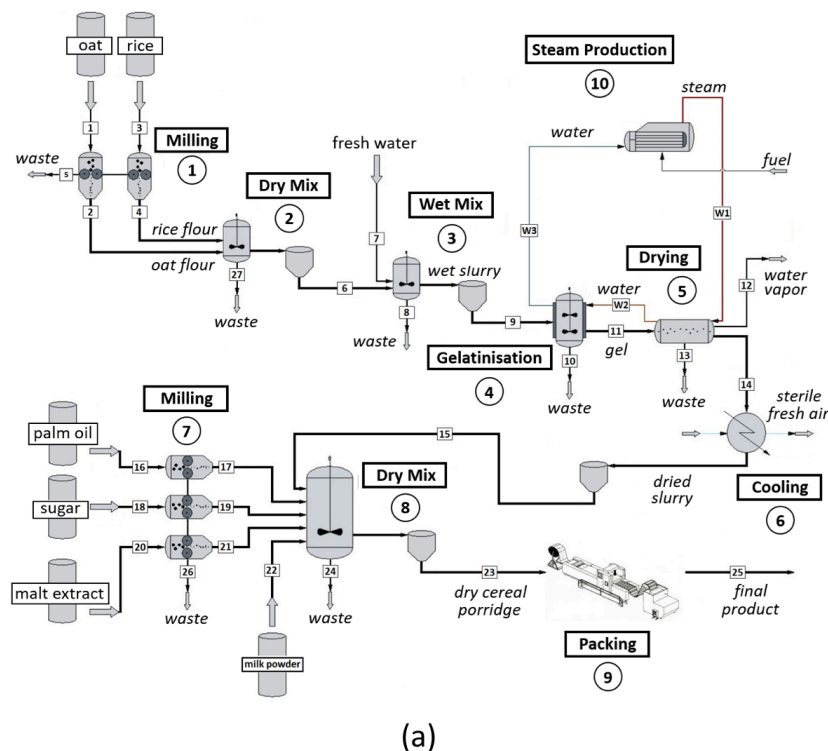 oat
rice
Steam Production
10
steam
water
fuel
1
3
Milling
1
fresh water
waste
5
2
4
Dry Mix
2
Wet Mix
3
W3
W1
rice flour
oat flour
7
wet slurry
Drying
5
12
water
vapor
27
6
water
W2
waste
8
9
11
gel
waste
Gelatinisation
4
10
13
14
waste
waste
sterile
fresh air
Milling
7
palm oil
15
16
17
Dry Mix
8
dried
slurry
Cooling
6
sugar
18
19
20
21
malt extract
26
22
24
23
25
waste
waste
dry cereal
porridge
final
product
milk powder
Packing
9
(a)